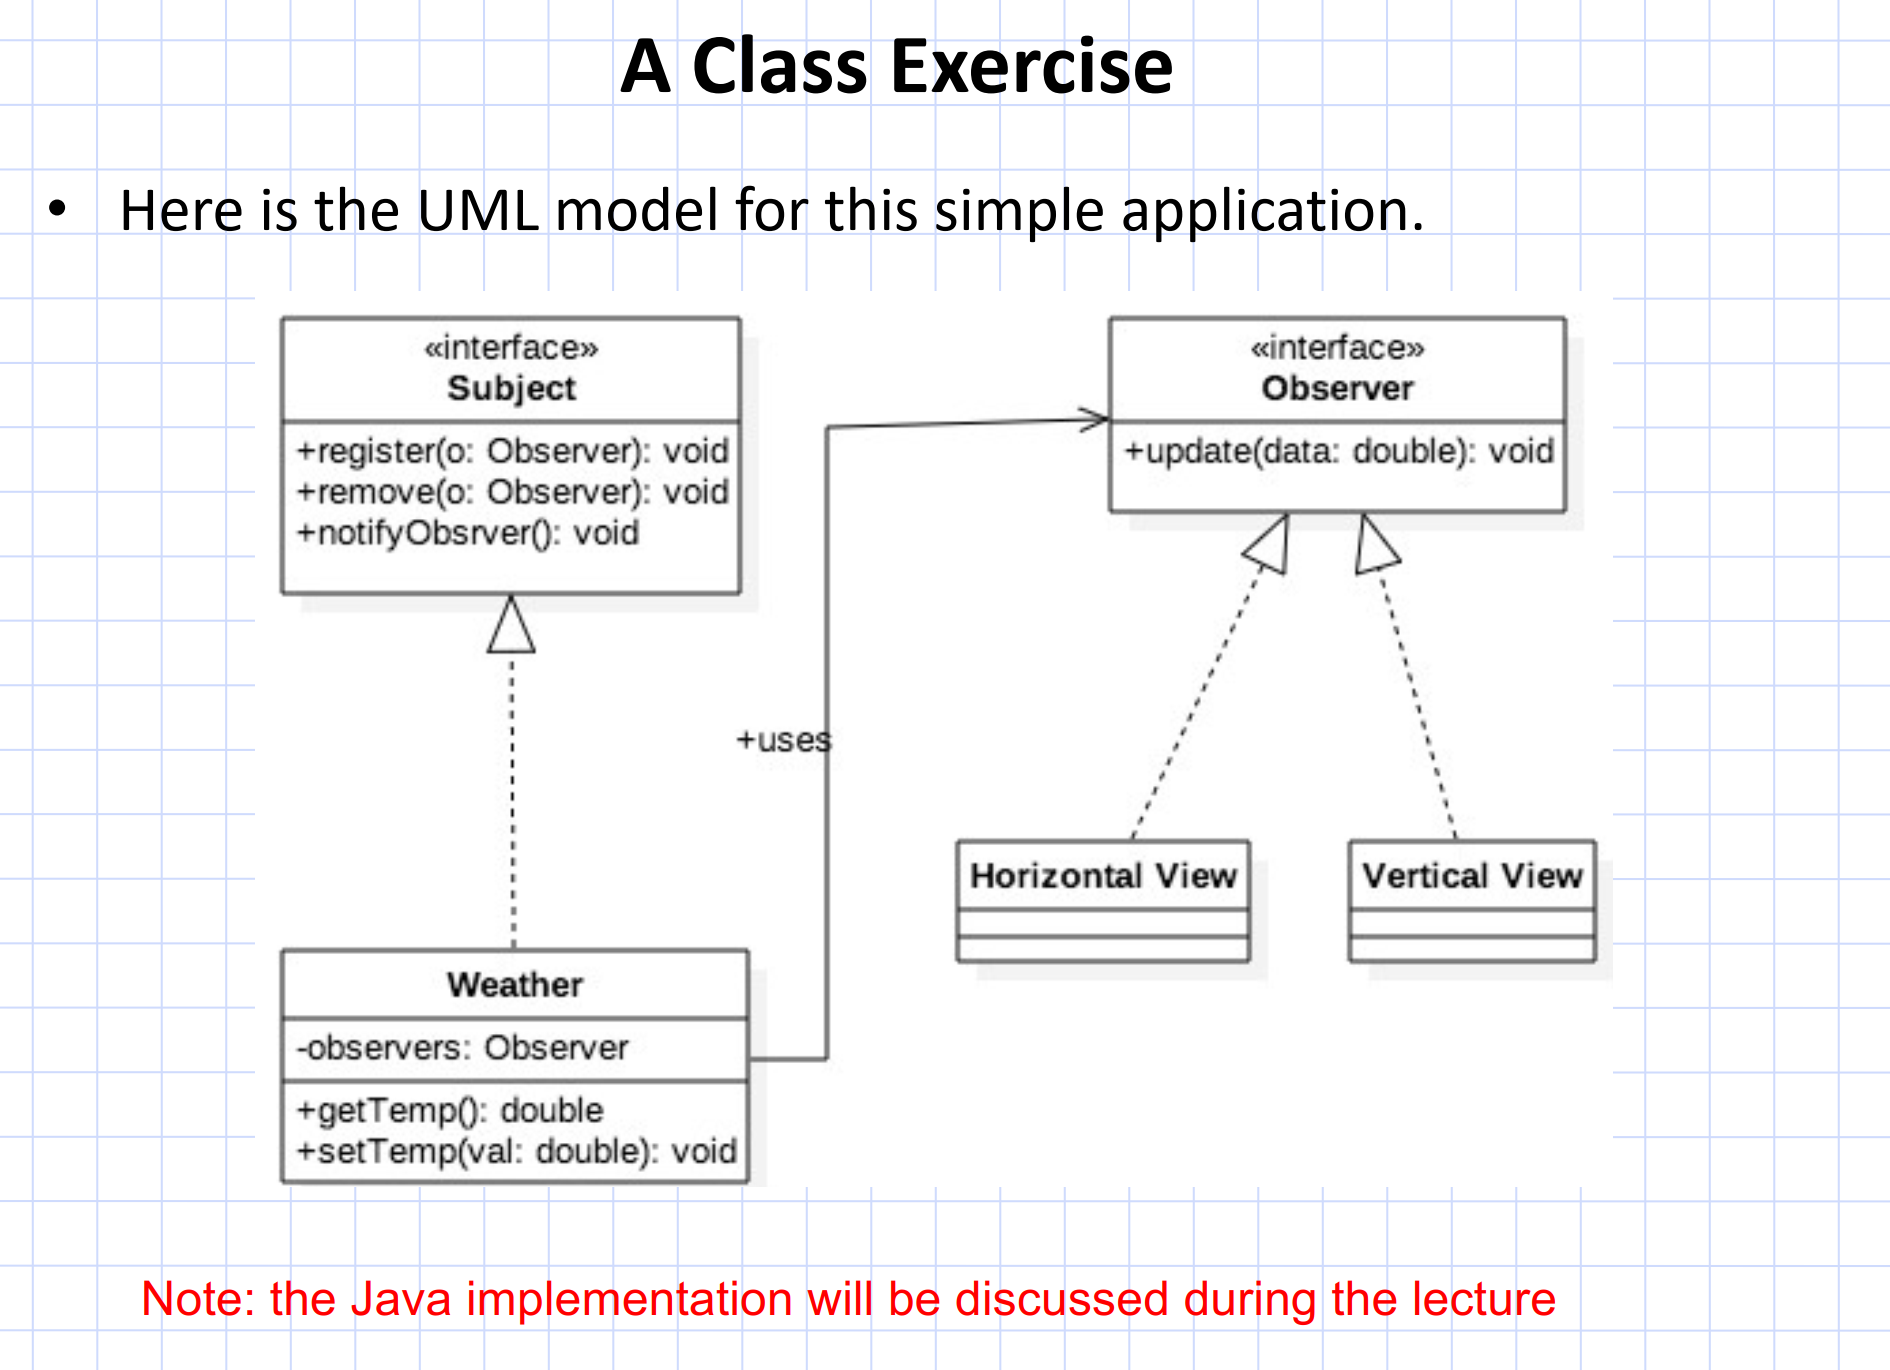 A Class Exercise
• Here is the UML model for this simple application.
«interface»
Subject
+register(o: Observer): void
+remove(o: Observer): void
+notifyObsrver(): void
«interface»
Observer
+update(data: double): void
+uses
Horizontal View
Vertical View
Weather
-observers: Observer
+getTemp(): double
+setTemp(val: double): void
Note: the Java implementation will be discussed during the lecture